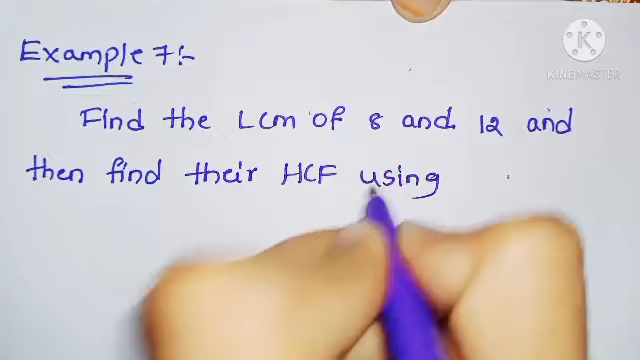 Example 7:-
KINEMASTER
Find the LCM of 8 and 12 and
then find their HCF using